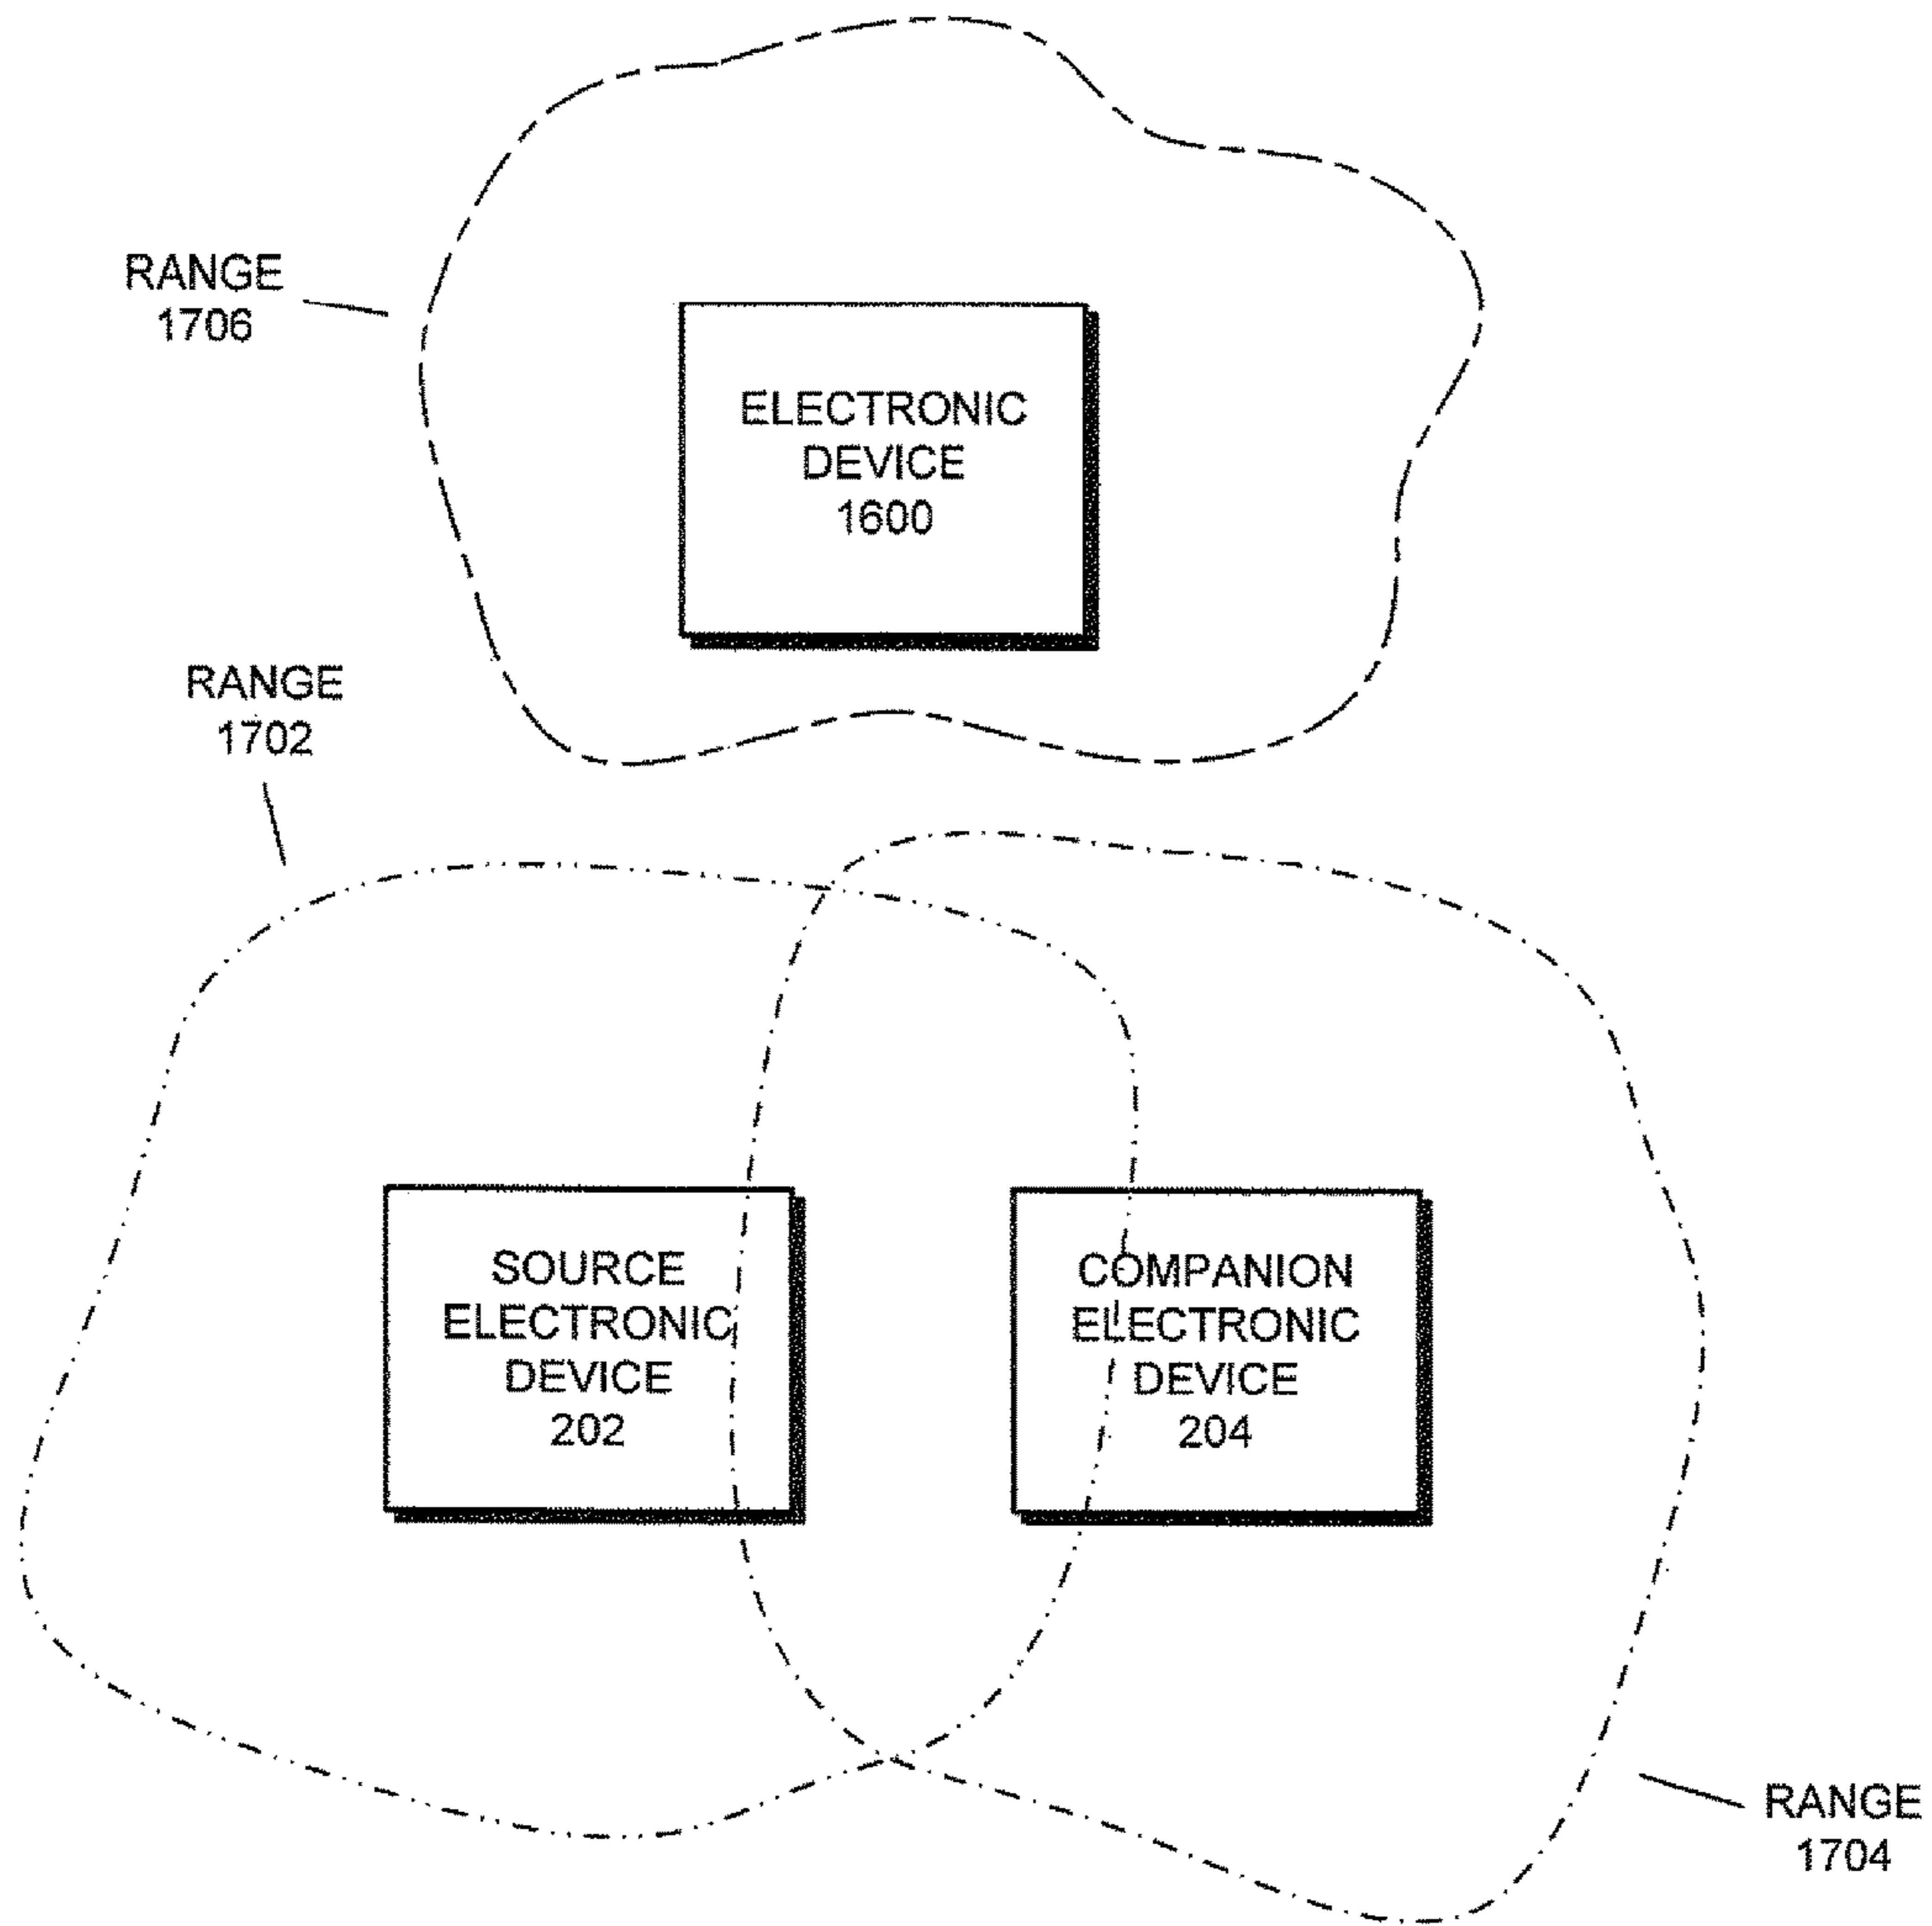 RANGE
1706
ELECTRONIC
DEVICE
1600
RANGE
1702
SOURCE
ELECTRONIC
DEVICE
202
COMPANION
ELECTRONIC
DEVICE
204
RANGE
1704